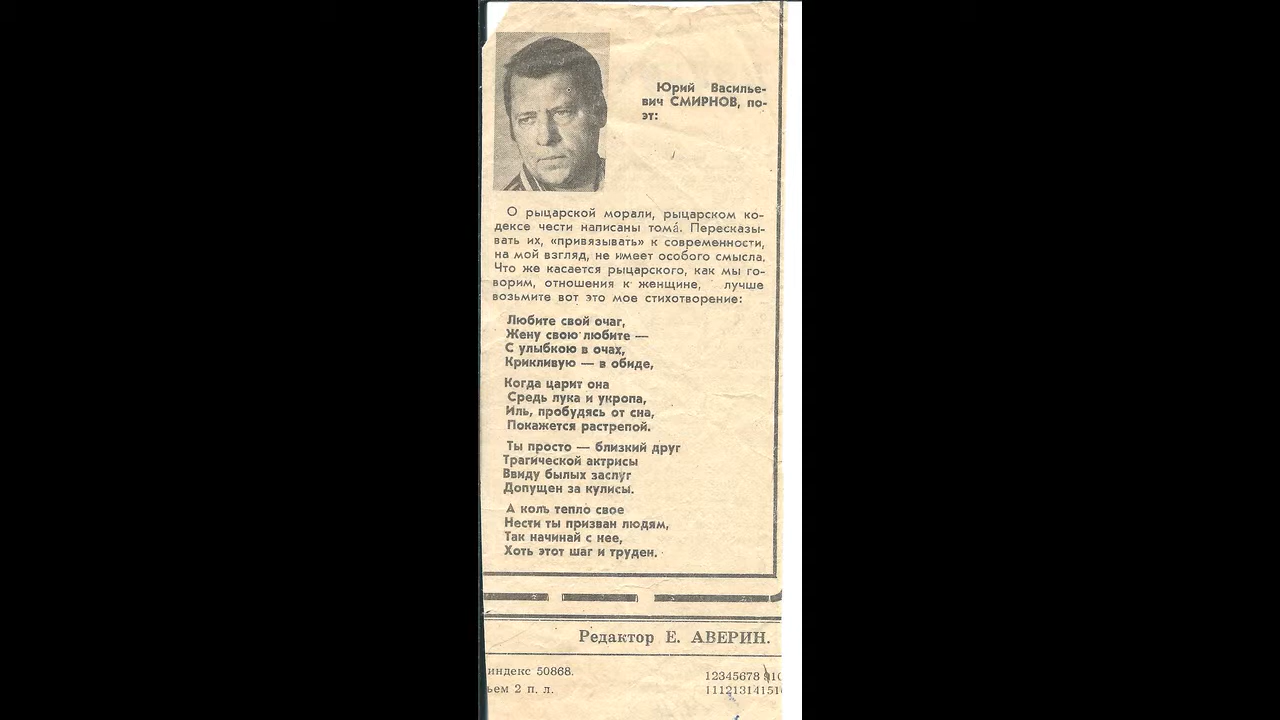 Юрий Василье-
вич СМИРНОВ, по-
эт:
О рыцарской морали, рыцарском ко-
дексе чести написаны тома́. Пересказы-
вать их, «привязывать» к современности,
на мой взгляд, не имеет особого смысла.
Что же касается рыцарского, как мы го-
ворим, отношения к женщине, лучше
возьмите вот это мое стихотворение:
Любите свой очаг,
Жену свою любите —
С улыбкою в очах,
Крикливую — в обиде,
Когда царит она
Средь лука и укропа,
Иль, пробудясь от сна,
Покажется растрепой.
Ты просто — близкий друг
Трагической актрисы
Ввиду былых заслуг
Допущен за кулисы.
А коль тепло свое
Нести ты призван людям,
Так начинай с нее,
Хоть этот шаг и труден.
Редактор Е. АВЕРИН.
индекс 50868.
ьем 2 п. л.
12345678
1112131415